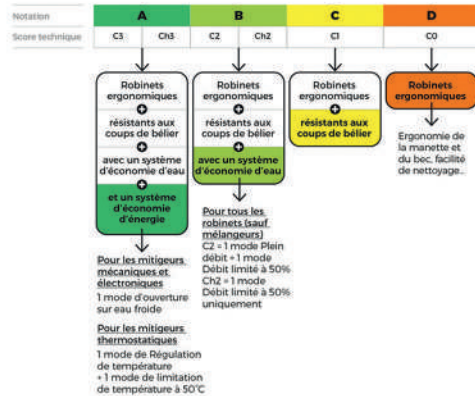 Notation A B C D
Score technique C3 Ch3 C2 Ch2 C1 C0
Robinets
ergonomiques
+
résistants aux
coups de bélier
+
avec un système
d'économie d'eau
+
et un système
d'économie
d'énergie
Pour les mitigeurs
mécaniques et
électroniques
1 mode d'ouverture
sur eau froide
Pour les mitigeurs
thermostatiques
1 mode de Régulation
de température
+ 1 mode de limitation
de température à 50°C
Robinets
ergonomiques
+
résistants aux
coups de bélier
+
avec un système
d'économie d'eau
Pour tous les
robinets (sauf
mélangeurs)
C2 = 1 mode Plein
débit + 1 mode
Débit limité à 50%
Ch2 = 1 mode
Débit limité à 50%
uniquement
Robinets
ergonomiques
+
résistants aux
coups de bélier
Robinets
ergonomiques
Ergonomie de
la manette et
du bec, facilité
de nettoyage...